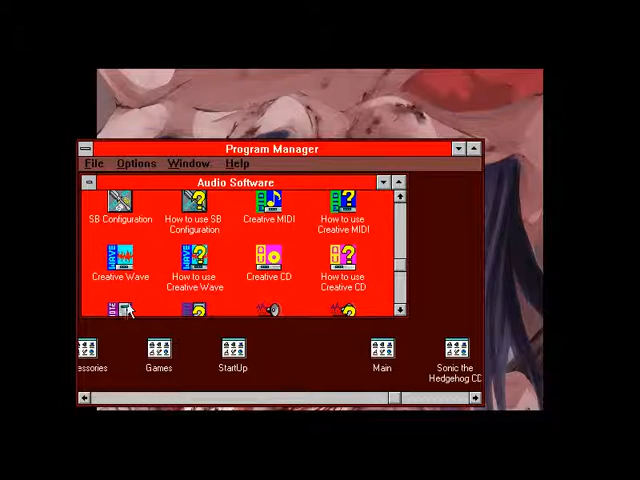 Program Manager
File Options Window Help
Audio Software
SB Configuration
How to use SB
Configuration
Creative MIDI
How to use
Creative MIDI
Creative Wave
How to use
Creative Wave
Creative CD
How to use
Creative CD
essories
Games
StartUp
Main
Sonic the
Hedgehog CD